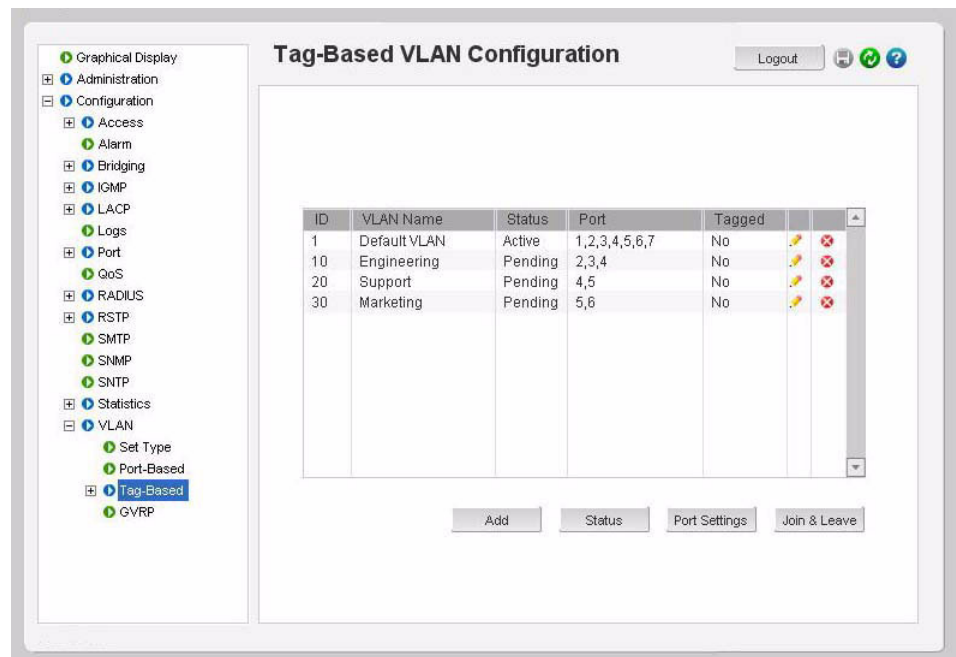 Tag-Based VLAN Configuration
Logout
Graphical Display
Administration
Configuration
Access
Alarm
Bridging
IGMP
LACP
Logs
Port
QoS
RADIUS
RSTP
SMTP
SNMP
SNTP
Statistics
VLAN
Set Type
Port-Based
Tag-Based
GVRP
ID VLAN Name Status Port Tagged
1 Default VLAN Active 1,2,3,4,5,6,7 No
10 Engineering Pending 2,3,4 No
20 Support Pending 4,5 No
30 Marketing Pending 5,6 No
Add Status Port Settings Join & Leave